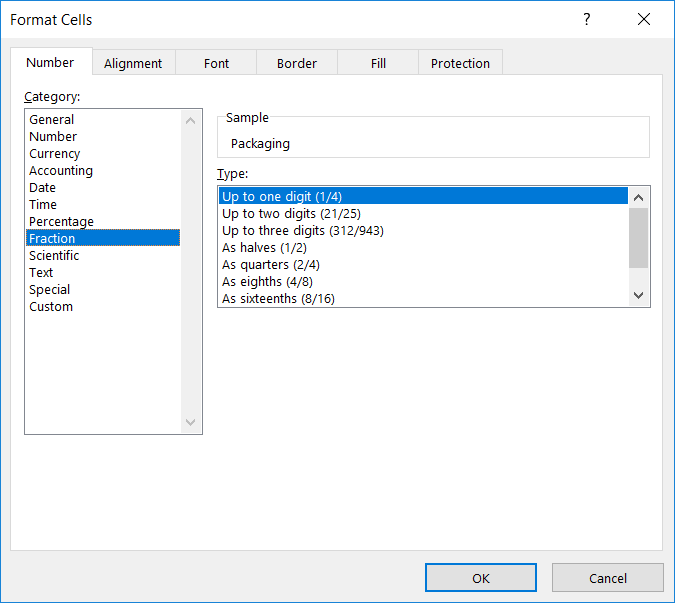 Format Cells
?
Number Alignment Font Border Fill Protection
Category:
General
Number
Currency
Accounting
Date
Time
Percentage
Fraction
Scientific
Text
Special
Custom
Sample
Packaging
Type:
Up to one digit (1/4)
Up to two digits (21/25)
Up to three digits (312/943)
As halves (1/2)
As quarters (2/4)
As eighths (4/8)
As sixteenths (8/16)
OK Cancel